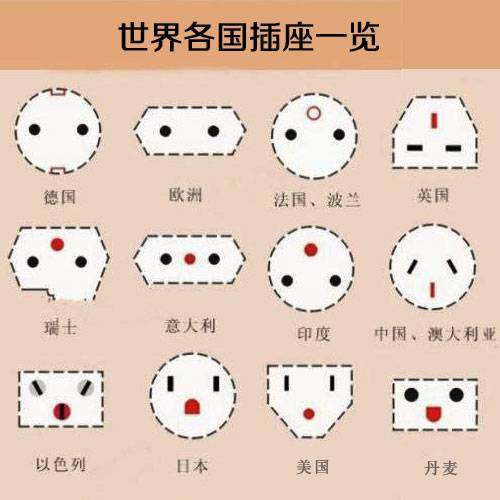 世界各国插座一览
德国
欧洲
法国、波兰
英国
瑞士
意大利
印度
中国、澳大利亚
以色列
日本
美国
丹麦